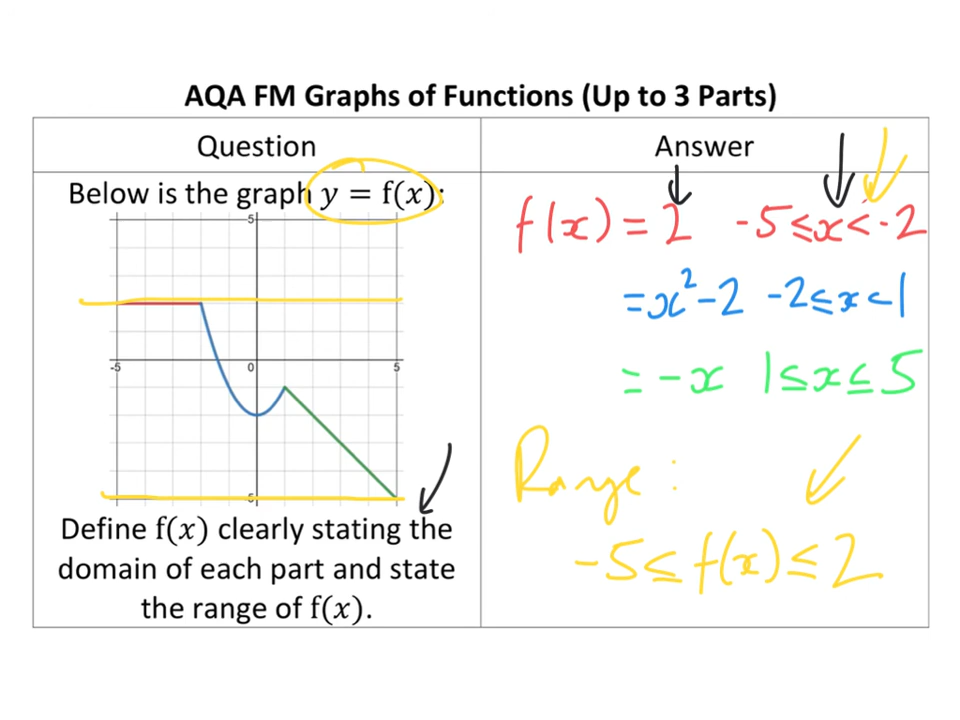 AQA FM Graphs of Functions (Up to 3 Parts)
Question
Below is the graph y = f(x):
5
-5 0 5
-5
Define f(x) clearly stating the
domain of each part and state
the range of f(x).
Answer
f(x) = 2 -5 ≤ x < -2
= x² - 2 -2 ≤ x < 1
= -x 1 ≤ x ≤ 5
Range:
-5 ≤ f(x) ≤ 2